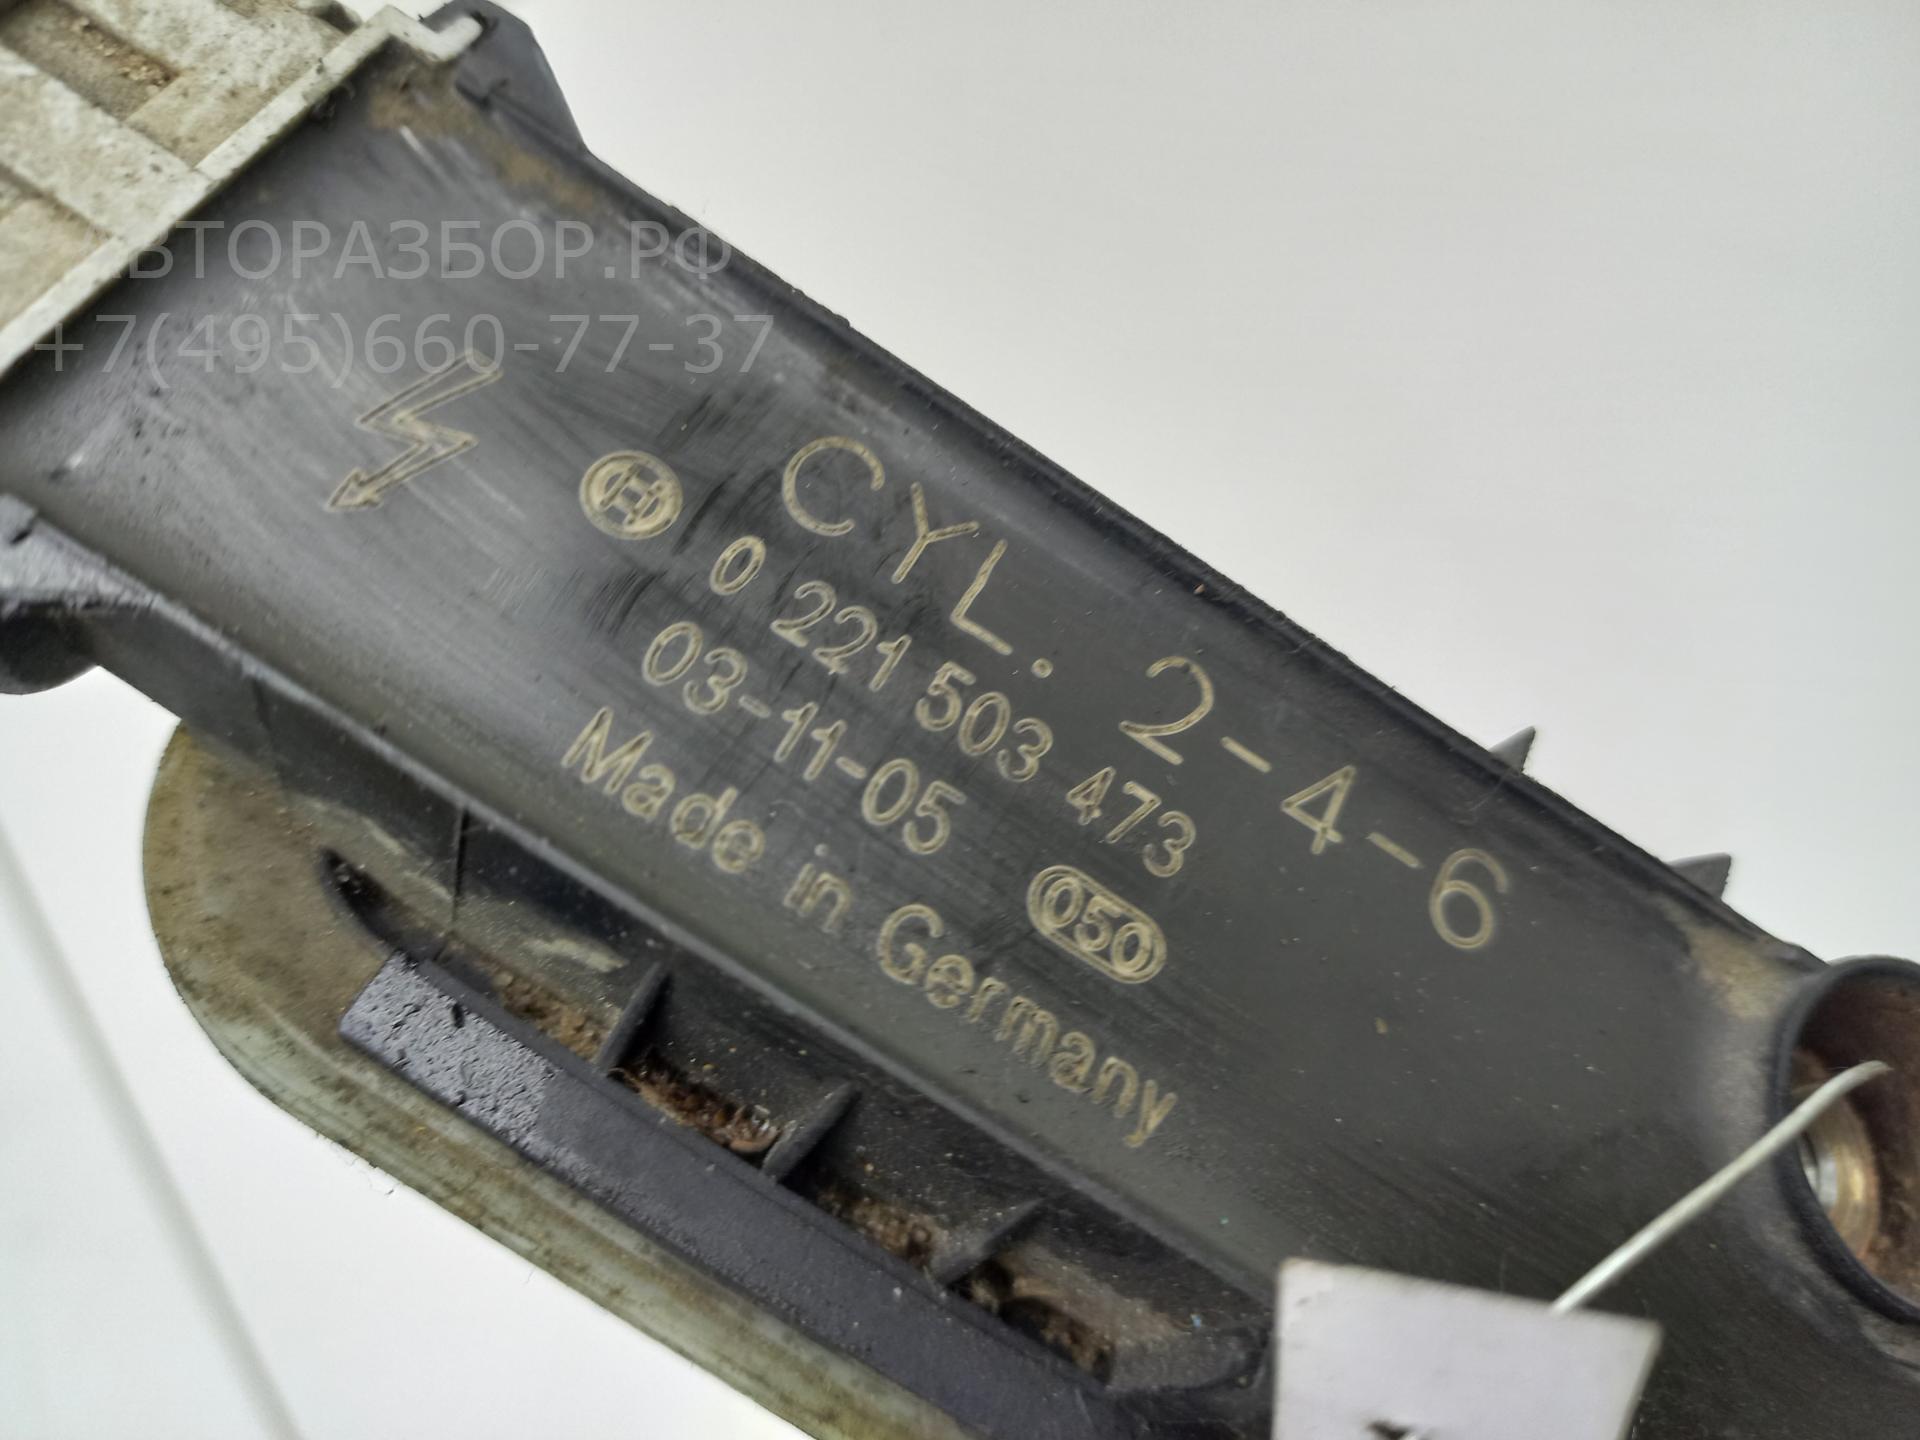 АВТОРАЗБОР.РФ
+7(495)660-77-37
CYL. 2-4-6
0 221 503 473
03-11-05
050
Made in Germany